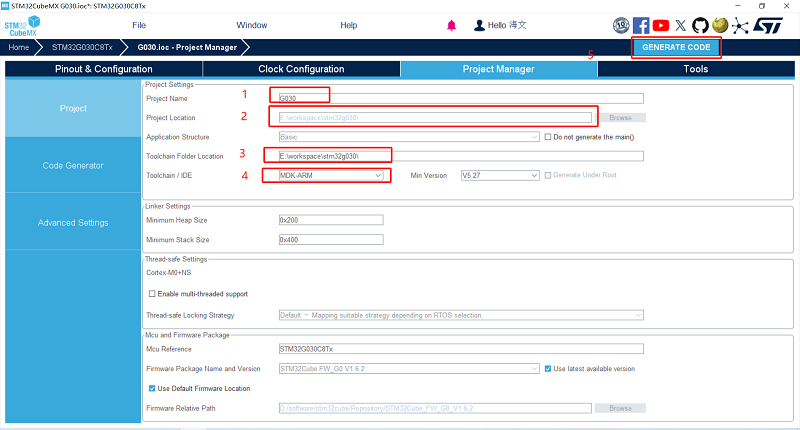 STM32CubeMX G030.ioc*: STM32G030C8Tx
STM32 CubeMX
File Window Help Hello 海文
Home STM32G030C8Tx G030.ioc - Project Manager 5 GENERATE CODE
Pinout & Configuration Clock Configuration Project Manager Tools
Project
Code Generator
Advanced Settings
Project Settings
Project Name 1 G030
Project Location 2 E:\workspace\stm32g030\ Browse
Application Structure Basic Do not generate the main()
Toolchain Folder Location 3 E:\workspace\stm32g030\
Toolchain / IDE 4 MDK-ARM Min Version V5.27 Generate Under Root
Linker Settings
Minimum Heap Size 0x200
Minimum Stack Size 0x400
Thread-safe Settings
Cortex-M0+NS
Enable multi-threaded support
Thread-safe Locking Strategy Default – Mapping suitable strategy depending on RTOS selection.
Mcu and Firmware Package
Mcu Reference STM32G030C8Tx
Firmware Package Name and Version STM32Cube FW_G0 V1.6.2 Use latest available version
Use Default Firmware Location
Firmware Relative Path D:/software/stm32cube/Repository/STM32Cube_FW_G0_V1.6.2 Browse